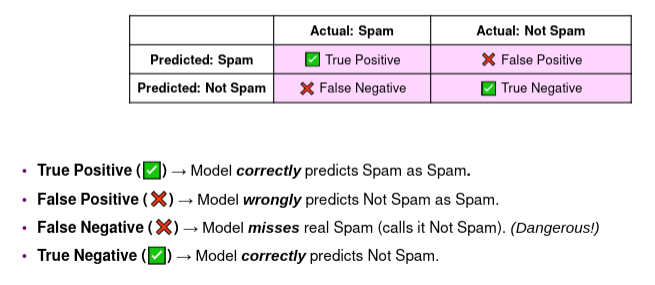 Actual: Spam Actual: Not Spam
Predicted: Spam ✅ True Positive ❌ False Positive
Predicted: Not Spam ❌ False Negative ✅ True Negative
• True Positive (✅) → Model correctly predicts Spam as Spam.
• False Positive (❌) → Model wrongly predicts Not Spam as Spam.
• False Negative (❌) → Model misses real Spam (calls it Not Spam). (Dangerous!)
• True Negative (✅) → Model correctly predicts Not Spam.